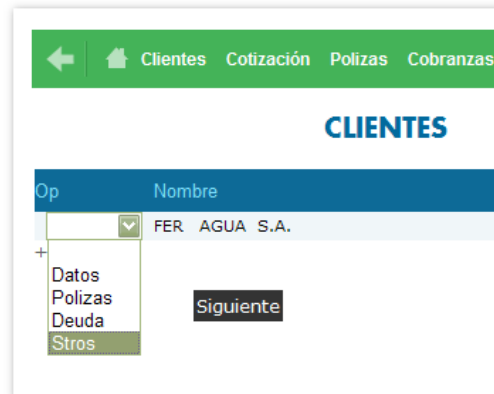 Clientes Cotización Polizas Cobranzas
CLIENTES
Op Nombre
FER AGUA S.A.
+
Datos
Polizas
Deuda
Stros
Siguiente